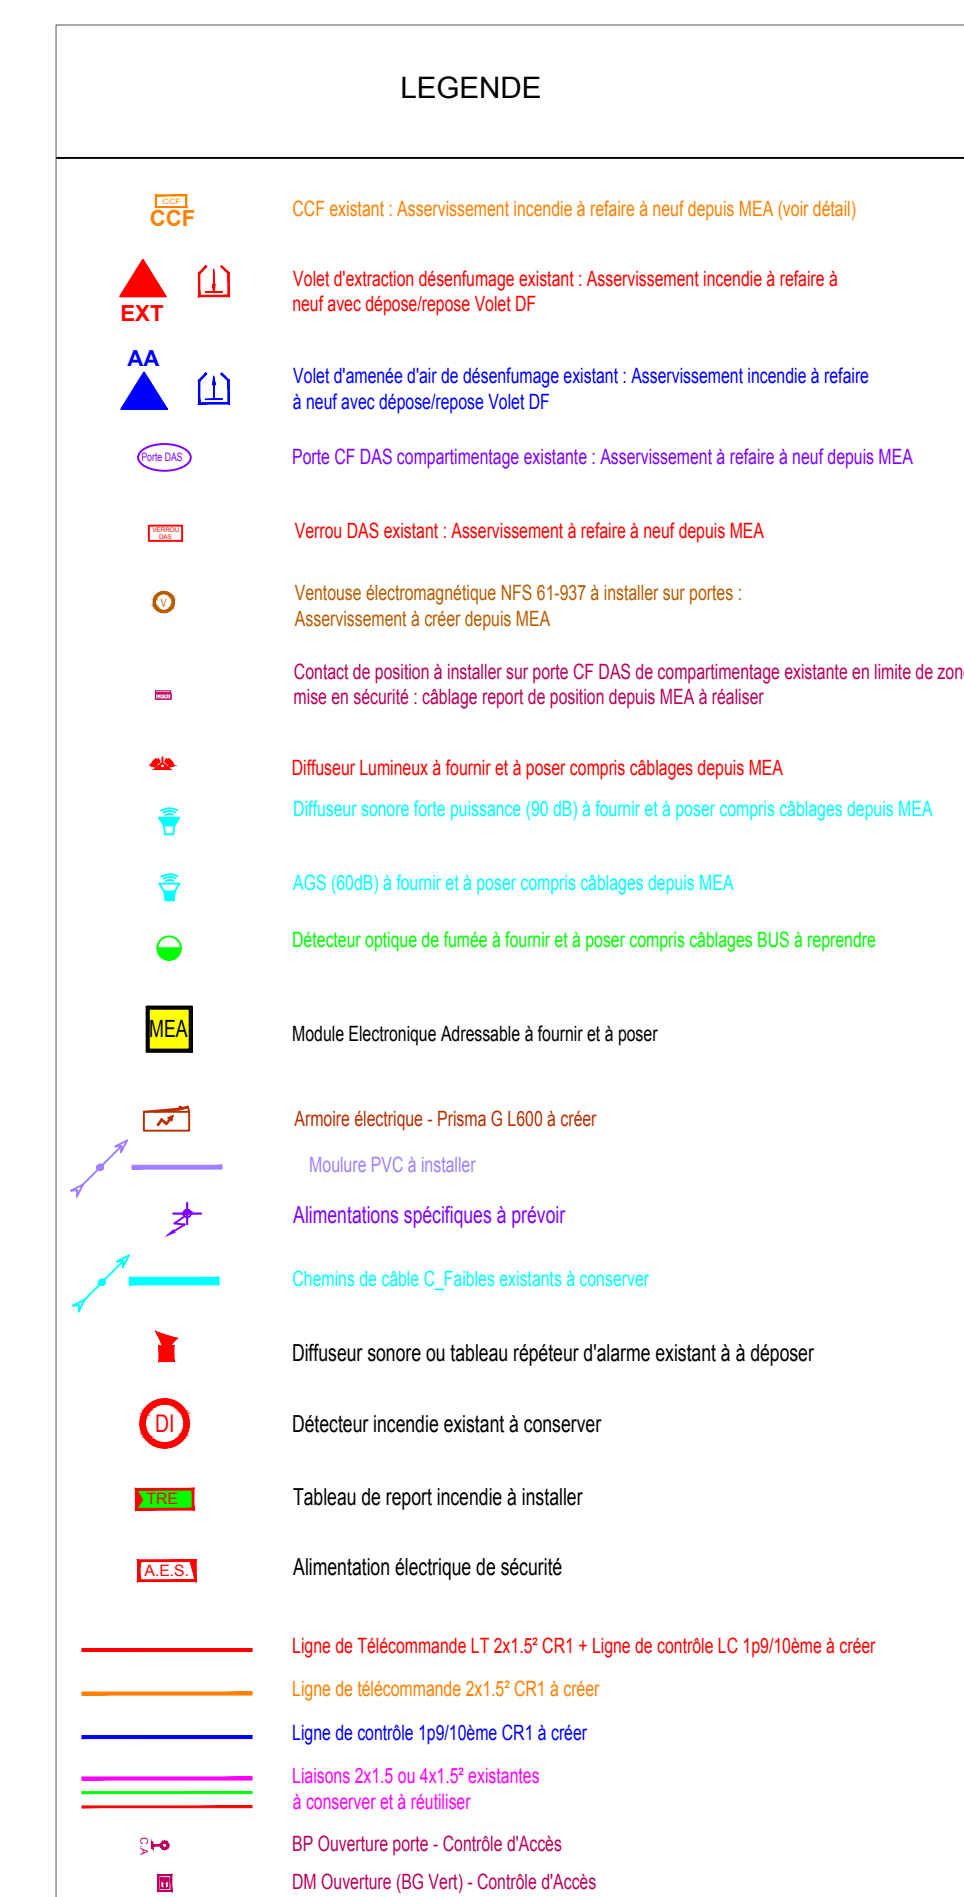 LEGENDE
CCF
CCF
CCF existant : Asservissement incendie à refaire à neuf depuis MEA (voir détail)
EXT
Volet d'extraction désenfumage existant : Asservissement incendie à refaire à
neuf avec dépose/repose Volet DF
AA
Volet d'amenée d'air de désenfumage existant : Asservissement incendie à refaire
à neuf avec dépose/repose Volet DF
Porte DAS
Porte CF DAS compartimentage existante : Asservissement à refaire à neuf depuis MEA
VERROU
DAS
Verrou DAS existant : Asservissement à refaire à neuf depuis MEA
V
Ventouse électromagnétique NFS 61-937 à installer sur portes :
Asservissement à créer depuis MEA
Contact de position à installer sur porte CF DAS de compartimentage existante en limite de zon
mise en sécurité : câblage report de position depuis MEA à réaliser
Diffuseur Lumineux à fournir et à poser compris câblages depuis MEA
Diffuseur sonore forte puissance (90 dB) à fournir et à poser compris câblages depuis MEA
AGS (60dB) à fournir et à poser compris câblages depuis MEA
Détecteur optique de fumée à fournir et à poser compris câblages BUS à reprendre
MEA
Module Electronique Adressable à fournir et à poser
Armoire électrique - Prisma G L600 à créer
Moulure PVC à installer
Alimentations spécifiques à prévoir
Chemins de câble C_Faibles existants à conserver
Diffuseur sonore ou tableau répéteur d'alarme existant à à déposer
DI
Détecteur incendie existant à conserver
TRE
Tableau de report incendie à installer
A.E.S.
Alimentation électrique de sécurité
Ligne de Télécommande LT 2x1.5² CR1 + Ligne de contrôle LC 1p9/10ème à créer
Ligne de télécommande 2x1.5² CR1 à créer
Ligne de contrôle 1p9/10ème CR1 à créer
Liaisons 2x1.5 ou 4x1.5² existantes
à conserver et à réutiliser
C.A
BP Ouverture porte - Contrôle d'Accès
DM Ouverture (BG Vert) - Contrôle d'Accès